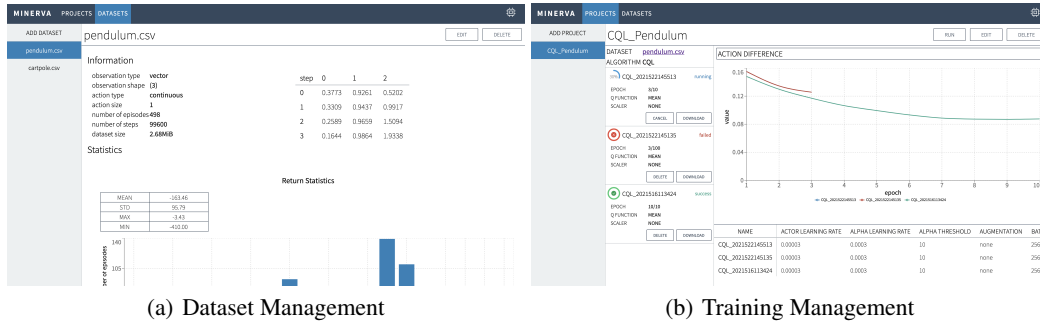 MINERVA PROJECTS DATASETS
ADD DATASET
pendulum.csv
cartpole.csv
pendulum.csv
EDIT DELETE
Information
observation type vector
observation shape (3)
action type continuous
action size 1
number of episodes 498
number of steps 99600
dataset size 2.68MiB
step 0 1 2
0 0.3773 0.9261 0.5202
1 0.3309 0.9437 0.9917
2 0.2589 0.9659 1.5094
3 0.1644 0.9864 1.9338
Statistics
Return Statistics
MEAN -163.46
STD 95.79
MAX -3.43
MIN -410.00
140
105
er of episodes
(a) Dataset Management
MINERVA PROJECTS DATASETS
ADD PROJECT
CQL_Pendulum
CQL_Pendulum
RUN EDIT DELETE
DATASET pendulum.csv
ALGORITHM CQL
CQL_2021522145513 running
EPOCH 3/10
Q FUNCTION MEAN
SCALER NONE
CANCEL DOWNLOAD
CQL_2021522145135 failed
EPOCH 3/100
Q FUNCTION MEAN
SCALER NONE
DELETE DOWNLOAD
CQL_2021516113424 success
EPOCH 10/10
Q FUNCTION MEAN
SCALER NONE
DELETE DOWNLOAD
ACTION DIFFERENCE
0.16
0.12
0.08
0.04
0
value
1 2 3 4 5 6 7 8 9 10
epoch
CQL_2021522145513 CQL_2021522145135 CQL_2021516113424
NAME ACTOR LEARNING RATE ALPHA LEARNING RATE ALPHA THRESHOLD AUGMENTATION BAT
CQL_2021522145513 0.00003 0.0003 10 none 256
CQL_2021522145135 0.00003 0.0003 10 none 256
CQL_2021516113424 0.00003 0.0003 10 none 256
(b) Training Management